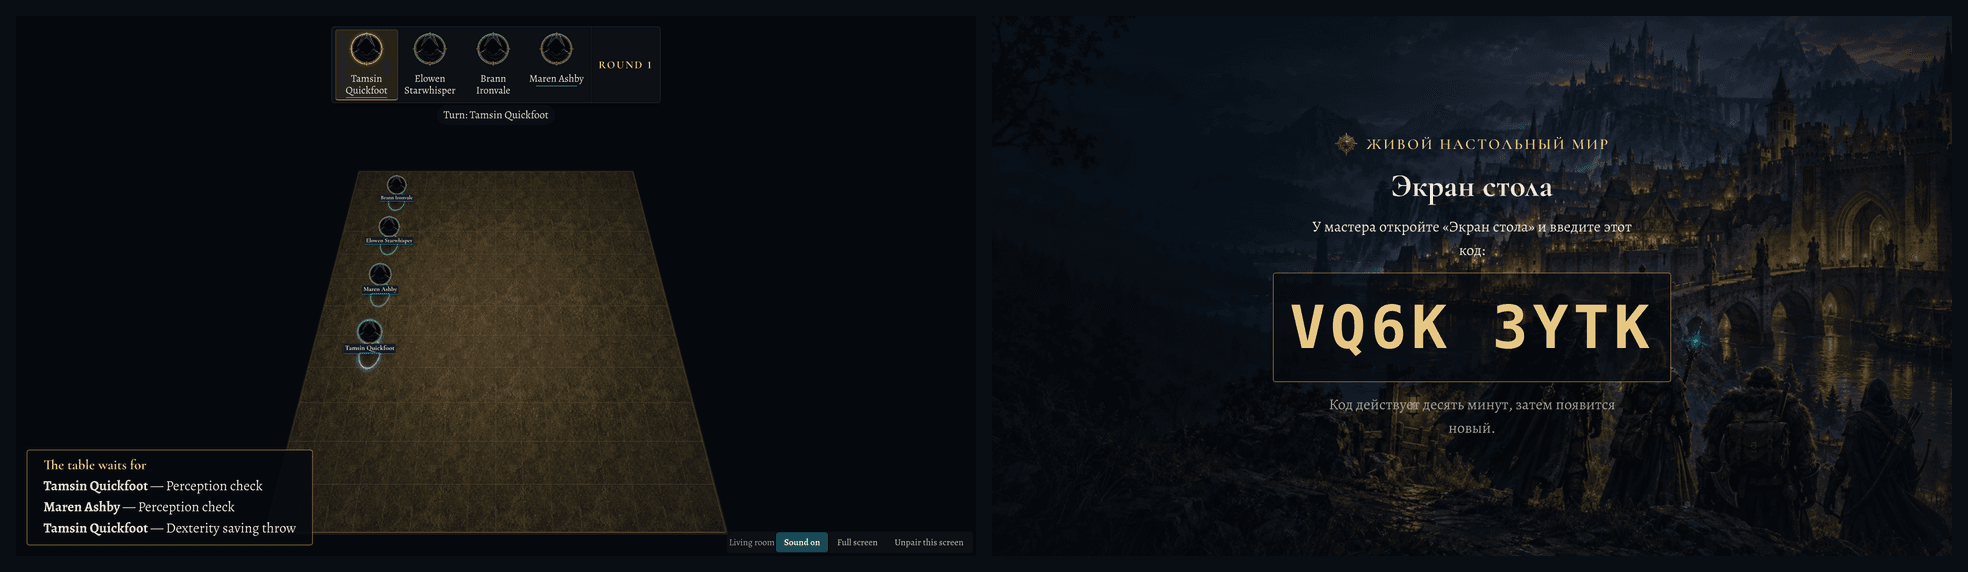 Tamsin Quickfoot
Elowen Starwhisper
Brann Ironvale
Maren Ashby
ROUND 1
Turn: Tamsin Quickfoot
Brann Ironvale
Elowen Starwhisper
Maren Ashby
Tamsin Quickfoot
The table waits for
Tamsin Quickfoot — Perception check
Maren Ashby — Perception check
Tamsin Quickfoot — Dexterity saving throw
Living room
Sound on
Full screen
Unpair this screen
ЖИВОЙ НАСТОЛЬНЫЙ МИР
Экран стола
У мастера откройте «Экран стола» и введите этот
код:
VQ6K 3YTK
Код действует десять минут, затем появится
новый.